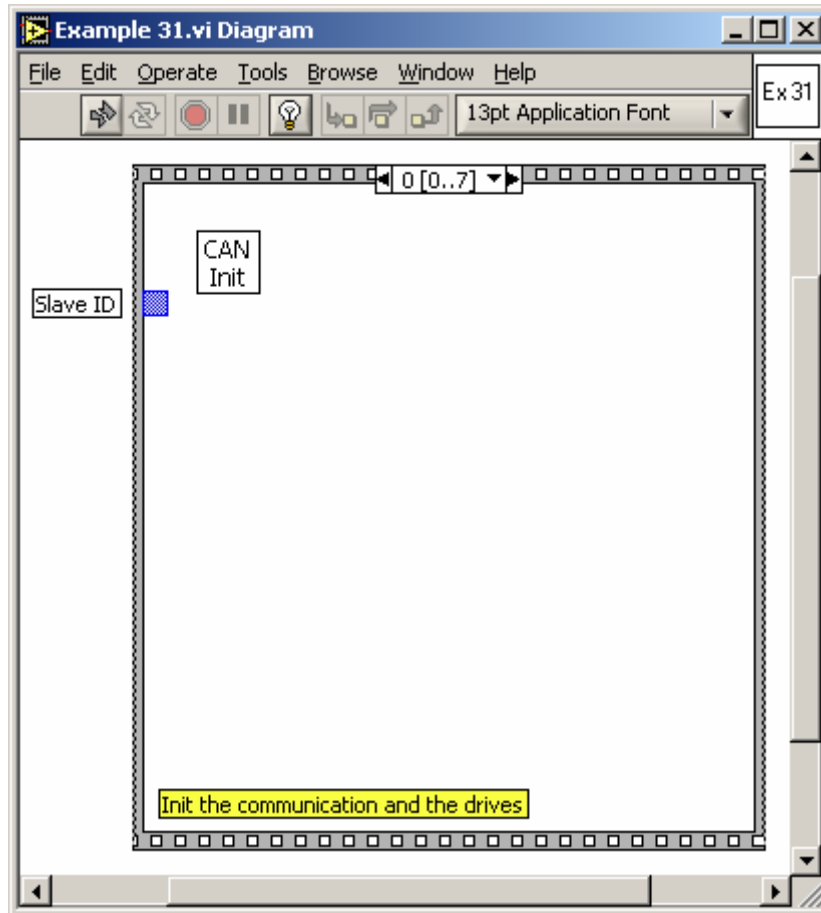 Example 31.vi Diagram
File Edit Operate Tools Browse Window Help
Ex 31
13pt Application Font
0 [0..7]
CAN
Init
Slave ID
Init the communication and the drives